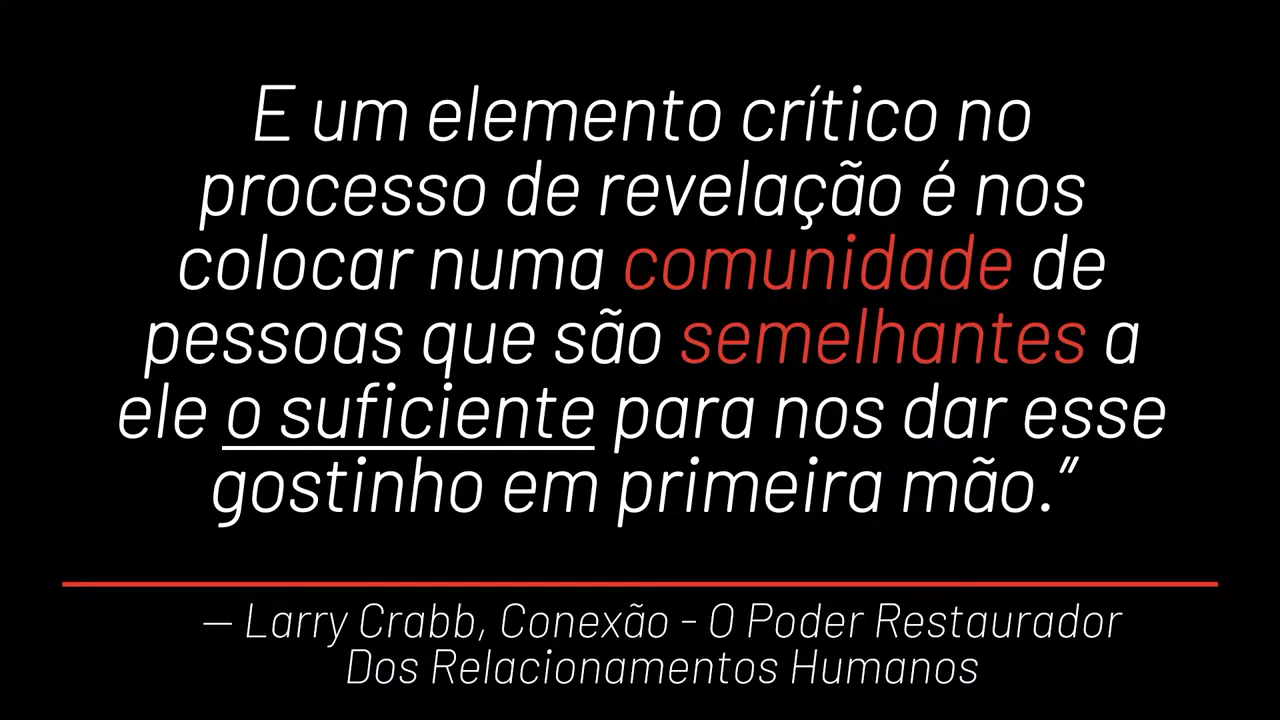 E um elemento crítico no
processo de revelação é nos
colocar numa comunidade de
pessoas que são semelhantes a
ele o suficiente para nos dar esse
gostinho em primeira mão.”
– Larry Crabb, Conexão - O Poder Restaurador
Dos Relacionamentos Humanos